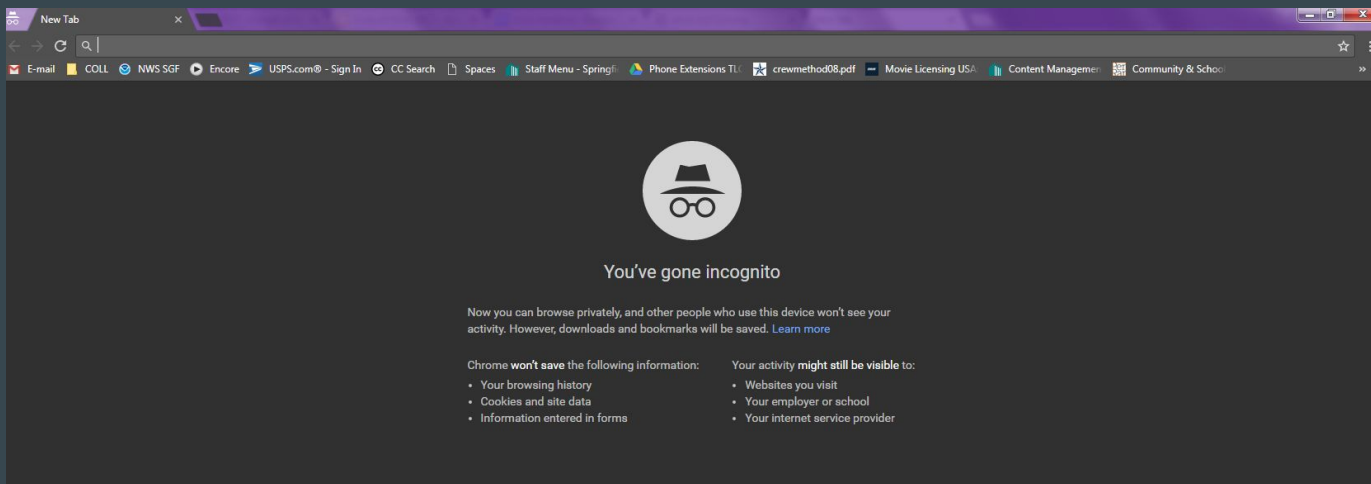 New Tab
E-mail COLL NWS SGF Encore USPS.com® - Sign In CC Search Spaces Staff Menu - Springfi Phone Extensions TL crewmethod08.pdf Movie Licensing USA Content Managemen Community & Schoo »
You've gone incognito
Now you can browse privately, and other people who use this device won't see your
activity. However, downloads and bookmarks will be saved. Learn more
Chrome won't save the following information:
• Your browsing history
• Cookies and site data
• Information entered in forms
Your activity might still be visible to:
• Websites you visit
• Your employer or school
• Your internet service provider